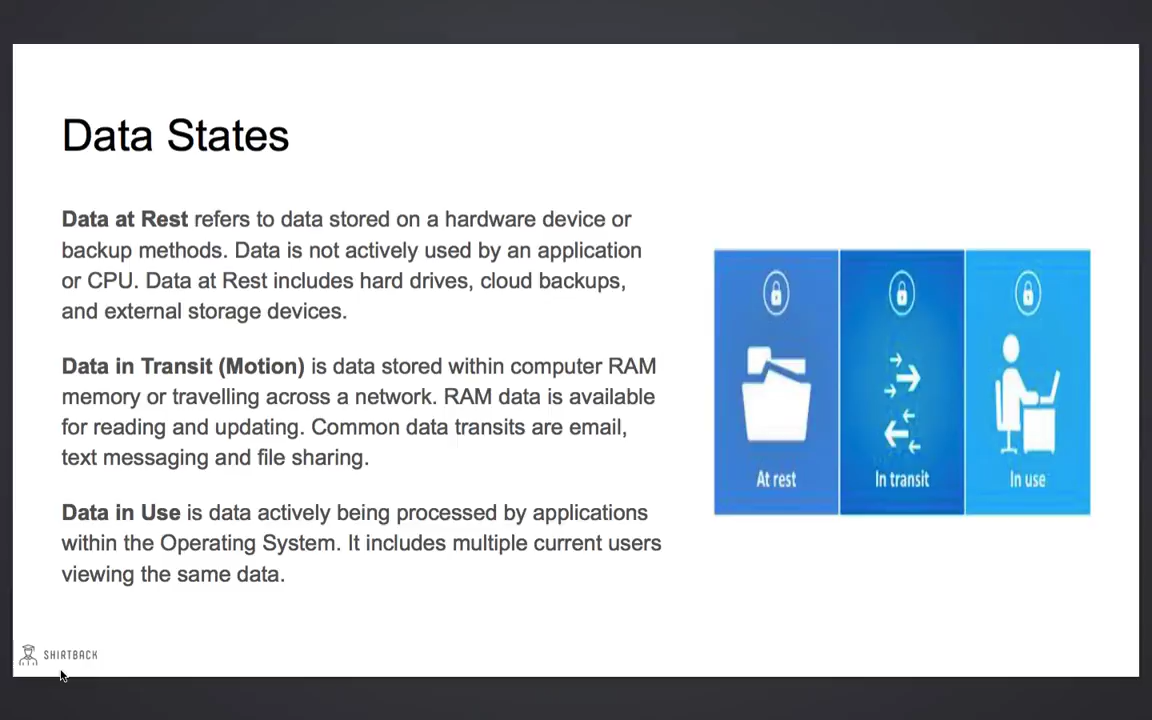 Data States
Data at Rest refers to data stored on a hardware device or
backup methods. Data is not actively used by an application
or CPU. Data at Rest includes hard drives, cloud backups,
and external storage devices.
Data in Transit (Motion) is data stored within computer RAM
memory or travelling across a network. RAM data is available
for reading and updating. Common data transits are email,
text messaging and file sharing.
Data in Use is data actively being processed by applications
within the Operating System. It includes multiple current users
viewing the same data.
At rest
In transit
In use
SHIRTBACK